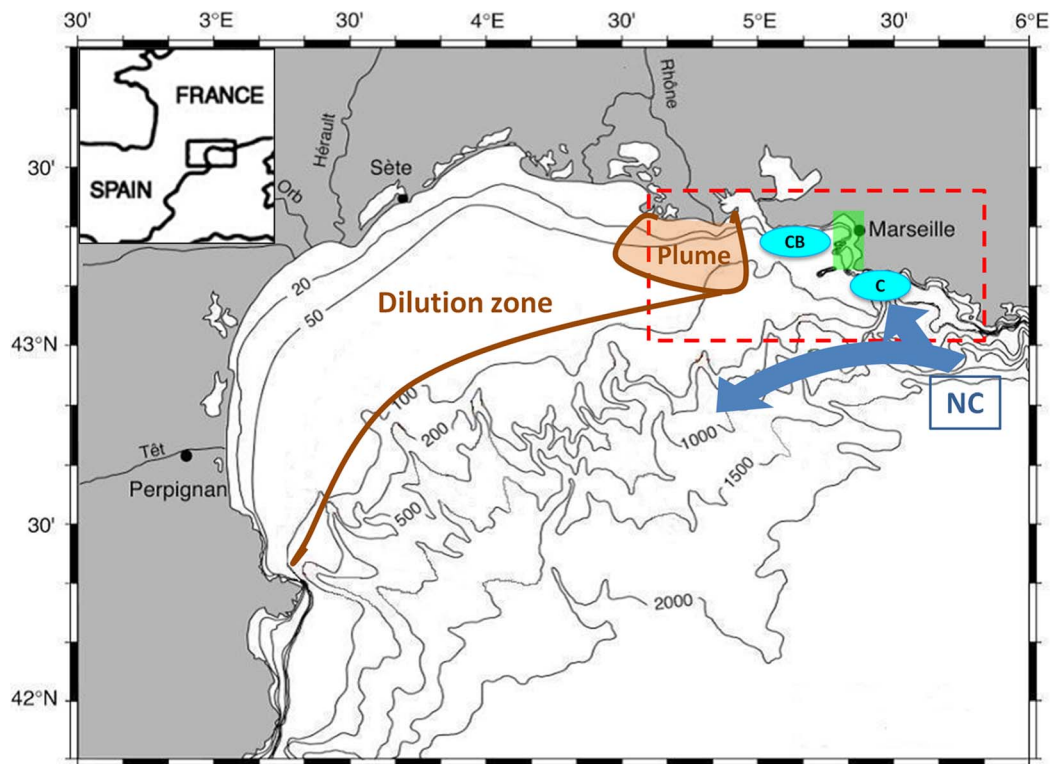 30'
3°E
30'
4°E
30'
5°E
30'
6°E
FRANCE
SPAIN
Hérault
Orb
Sète
Rhône
30'
Marseille
CB
Plume
C
20
50
Dilution zone
43°N
NC
100
200
1000
1500
Têt
Perpignan
500
30'
2000
42°N